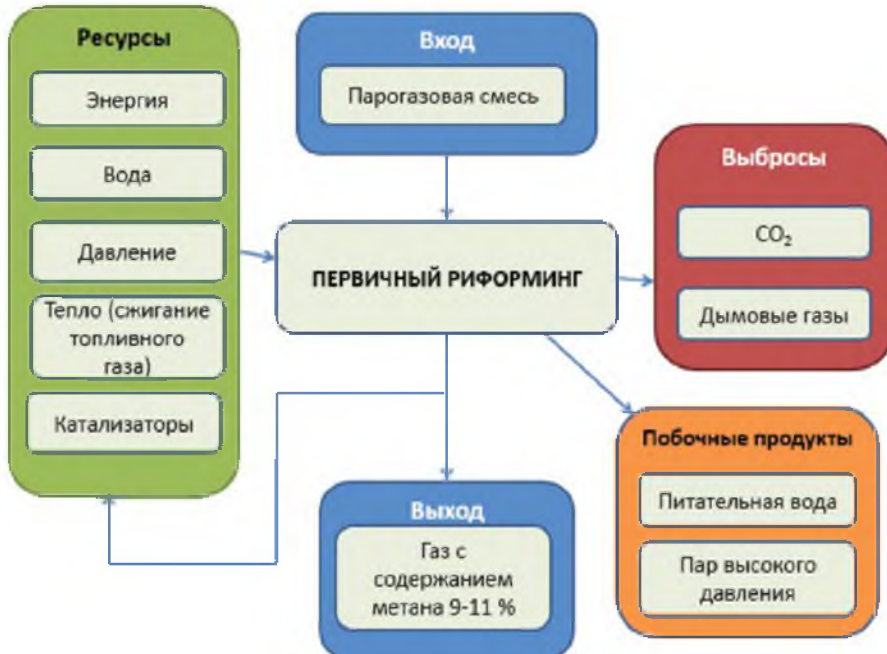 Ресурсы
Энергия
Вода
Давление
Тепло (сжигание
топливного
газа)
Катализаторы
Вход
Парогазовая смесь
ПЕРВИЧНЫЙ РИФОРМИНГ
Выбросы
CO₂
Дымовые газы
Побочные продукты
Питательная вода
Пар высокого
давления
Выход
Газ с
содержанием
метана 9-11 %